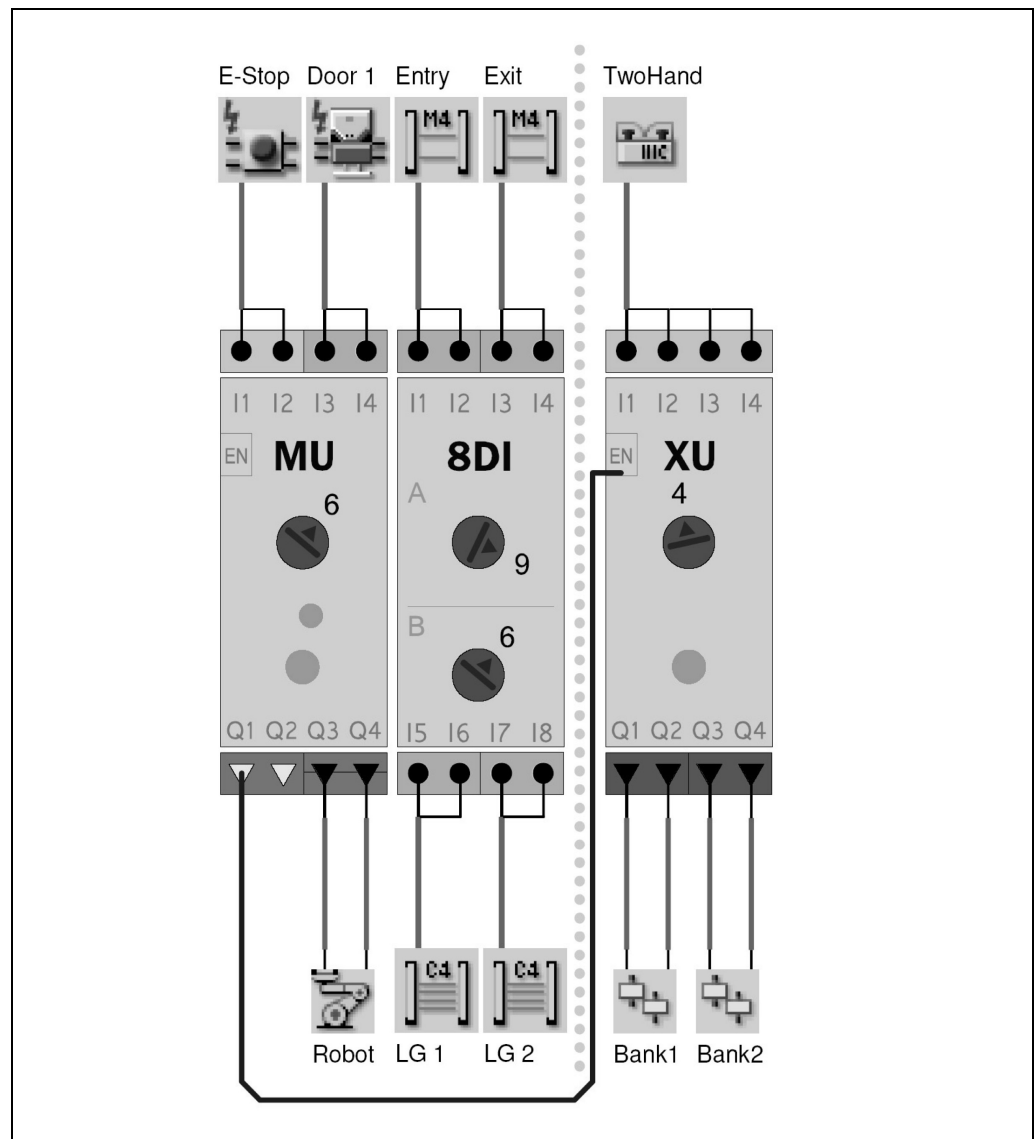 E-Stop Door 1 Entry Exit TwoHand
M4 M4 IIIC
I1 I2 I3 I4 I1 I2 I3 I4 I1 I2 I3 I4
EN MU 8DI EN XU
6 A 4
9
B 6
Q1 Q2 Q3 Q4 I5 I6 I7 I8 Q1 Q2 Q3 Q4
C4 C4
Robot LG 1 LG 2 Bank1 Bank2